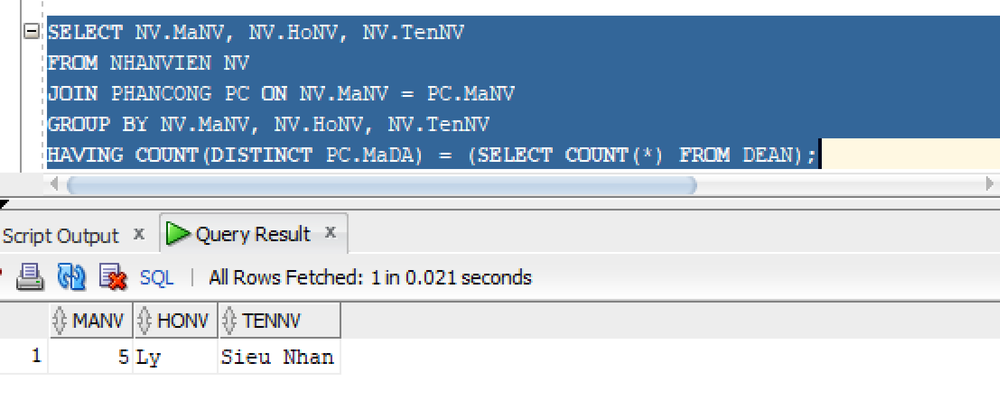 SELECT NV.MaNV, NV.HoNV, NV.TenNV
FROM NHANVIEN NV
JOIN PHANCONG PC ON NV.MaNV = PC.MaNV
GROUP BY NV.MaNV, NV.HoNV, NV.TenNV
HAVING COUNT(DISTINCT PC.MaDA) = (SELECT COUNT(*) FROM DEAN);
Script Output x Query Result x
SQL | All Rows Fetched: 1 in 0.021 seconds
MANV HONV TENNV
1 5 Ly Sieu Nhan